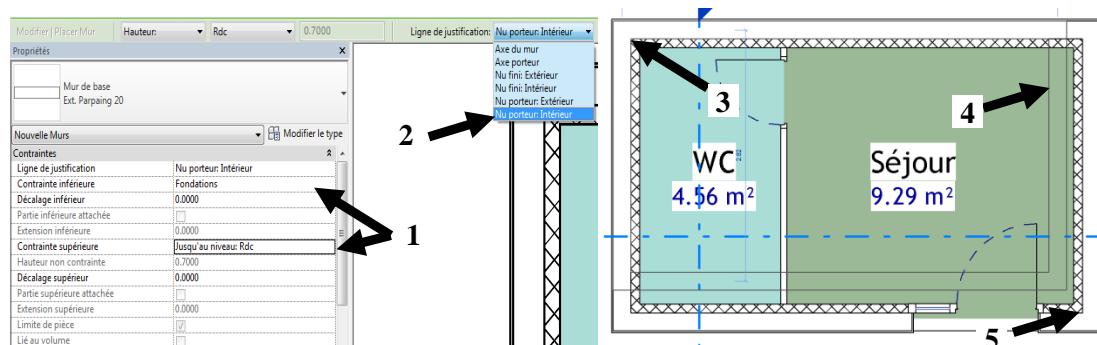 Modifier | Placer Mur Hauteur: Rdc 0.7000 Ligne de justification: Nu porteur: Intérieur
Axe du mur
Axe porteur
Nu fini: Extérieur
Nu fini: Intérieur
Nu porteur: Extérieur
Nu porteur: Intérieur
Propriétés
Mur de base
Ext. Parpaing 20
Nouvelle Murs Modifier le type
Contraintes
Ligne de justification Nu porteur: Intérieur
Contrainte inférieure Fondations
Décalage inférieur 0.0000
Partie inférieure attachée
Extension inférieure 0.0000
Contrainte supérieure Jusqu'au niveau: Rdc
Hauteur non contrainte 0.7000
Décalage supérieur 0.0000
Partie supérieure attachée
Extension supérieure 0.0000
Limite de pièce
Lié au volume
1
2
3
4
WC
4.56 m²
2.82
Séjour
9.29 m²
5